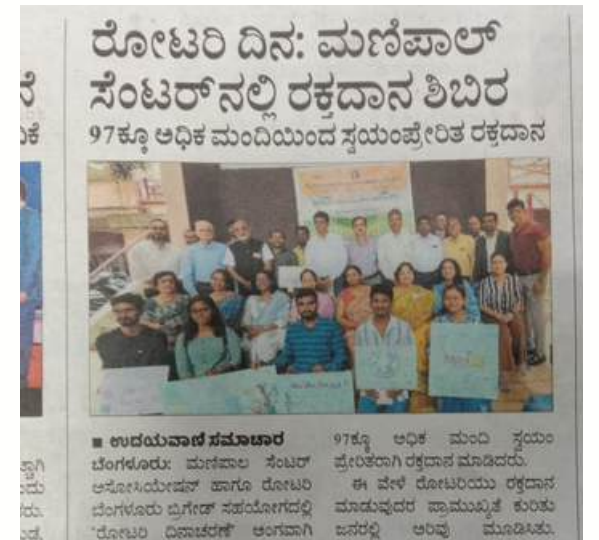 ರೋಟರಿ ದಿನ: ಮಣಿಪಾಲ್
ಸೆಂಟರ್‌ನಲ್ಲಿ ರಕ್ತದಾನ ಶಿಬಿರ
97ಕ್ಕೂ ಅಧಿಕ ಮಂದಿಯಿಂದ ಸ್ವಯಂಪ್ರೇರಿತ ರಕ್ತದಾನ
■ ಉದಯವಾಣಿ ಸಮಾಚಾರ
ಬೆಂಗಳೂರು: ಮಣಿಪಾಲ ಸೆಂಟರ್
ಅಸೋಸಿಯೇಷನ್ ಹಾಗೂ ರೋಟರಿ
ಬೆಂಗಳೂರು ಬ್ರಿಗೇಡ್ ಸಹಯೋಗದಲ್ಲಿ
"ರೋಟರಿ ದಿನಾಚರಣೆ' ಅಂಗವಾಗಿ
97ಕ್ಕೂ ಅಧಿಕ ಮಂದಿ ಸ್ವಯಂ
ಪ್ರೇರಿತರಾಗಿ ರಕ್ತದಾನ ಮಾಡಿದರು.
ಈ ವೇಳೆ ರೋಟರಿಯು ರಕ್ತದಾನ
ಮಾಡುವುದರ ಪ್ರಾಮುಖ್ಯತೆ ಕುರಿತು
ಜನರಲ್ಲಿ ಅರಿವು ಮೂಡಿಸಿತು.